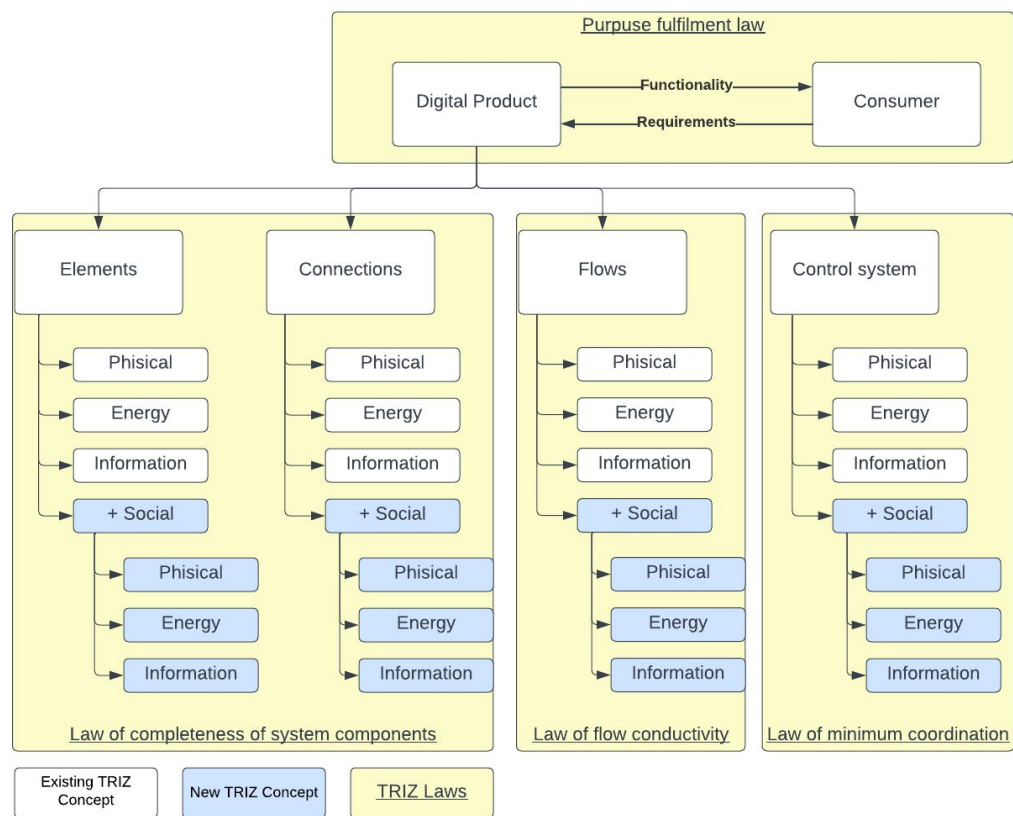 Purpuse fulfilment law
Digital Product
Functionality
Requirements
Consumer
Elements
Connections
Flows
Control system
Phisical
Phisical
Phisical
Phisical
Energy
Energy
Energy
Energy
Information
Information
Information
Information
+ Social
+ Social
+ Social
+ Social
Phisical
Phisical
Phisical
Phisical
Energy
Energy
Energy
Energy
Information
Information
Information
Information
Law of completeness of system components
Law of flow conductivity
Law of minimum coordination
Existing TRIZ
Concept
New TRIZ Concept
TRIZ Laws